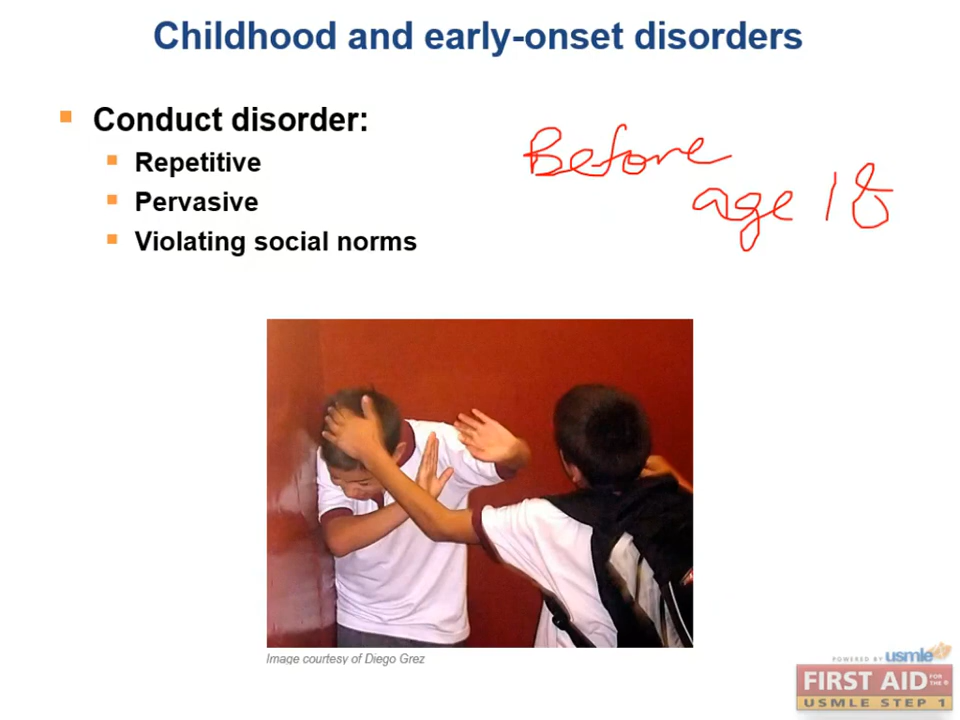 Childhood and early-onset disorders
Conduct disorder:
Repetitive
Pervasive
Violating social norms
Before
age 18
Image courtesy of Diego Grez
POWERED BY usmlerx
FIRST AID FOR THE®
USMLE STEP 1